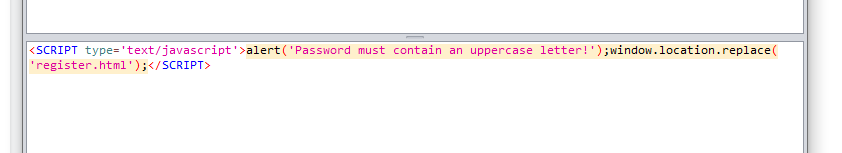 <SCRIPT type='text/javascript'>alert('Password must contain an uppercase letter!');window.location.replace(
'register.html');</SCRIPT>